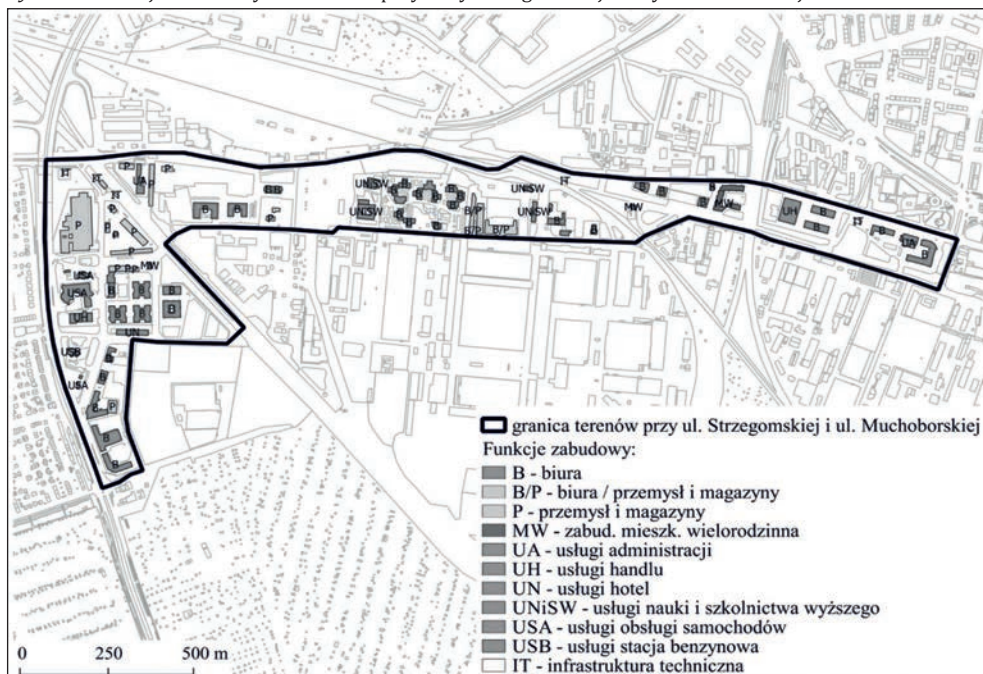 IT
P
P
IT
UA
P
IT
P
P
P
P
P
P
P
P
P
MW
USA
USA
B
B
B
B
B
B
UH
UN
USB
B
B
USA
B
P
B
B
B
B
B B
P
P
UNiSW
UNiSW
B
B
B
B
B
B
B
B
B/P
B/P
B/P
UNiSW
UNiSW
IT
B
B
MW
B
B
B
MW
UH
B
B
IT
B
UA
B
granica terenów przy ul. Strzegomskiej i ul. Muchoborskiej
Funkcje zabudowy:
B - biura
B/P - biura / przemysł i magazyny
P - przemysł i magazyny
MW - zabud. mieszk. wielorodzinna
UA - usługi administracji
UH - usługi handlu
UN - usługi hotel
UNiSW - usługi nauki i szkolnictwa wyższego
USA - usługi obsługi samochodów
USB - usługi stacja benzynowa
IT - infrastruktura techniczna
0 250 500 m